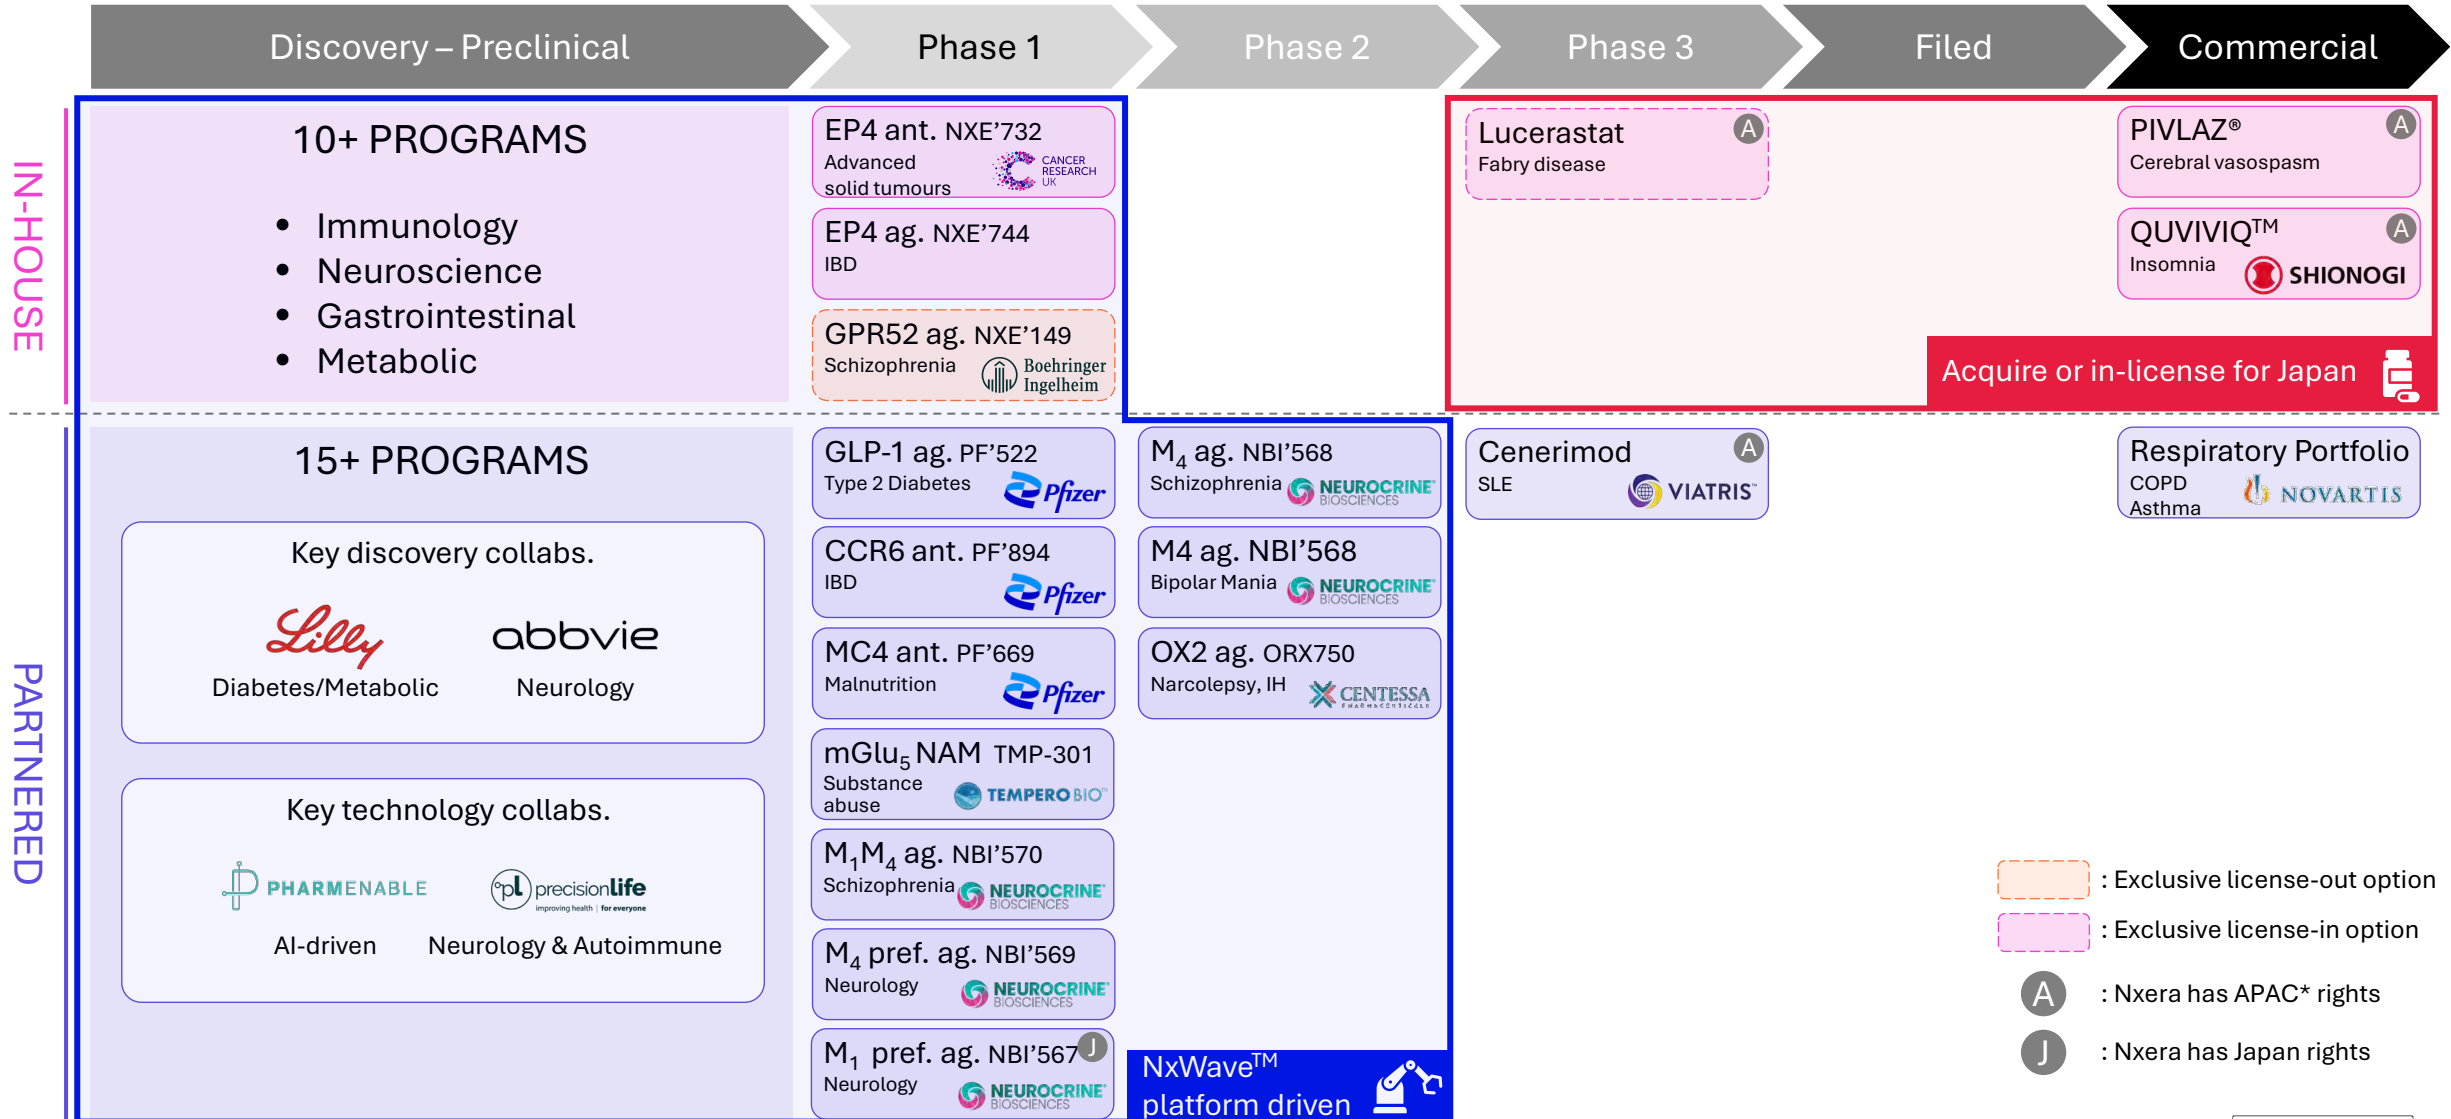 Discovery – Preclinical
Phase 1
Phase 2
Phase 3
Filed
Commercial
IN-HOUSE
10+ PROGRAMS
• Immunology
• Neuroscience
• Gastrointestinal
• Metabolic
EP4 ant. NXE’732
Advanced
solid tumours
CANCER
RESEARCH
UK
EP4 ag. NXE’744
IBD
GPR52 ag. NXE’149
Schizophrenia
Boehringer
Ingelheim
Lucerastat
A
Fabry disease
PIVLAZ®
A
Cerebral vasospasm
QUVIVIQ™
A
Insomnia
SHIONOGI
Acquire or in-license for Japan
PARTNERED
15+ PROGRAMS
Key discovery collabs.
Lilly
abbvie
Diabetes/Metabolic
Neurology
Key technology collabs.
PHARMENABLE
pl precisionlife
improving health | for everyone
AI-driven
Neurology & Autoimmune
GLP-1 ag. PF’522
Type 2 Diabetes
Pfizer
CCR6 ant. PF’894
IBD
Pfizer
MC4 ant. PF’669
Malnutrition
Pfizer
mGlu₅ NAM TMP-301
Substance
abuse
TEMPERO BIO™
M₁M₄ ag. NBI’570
Schizophrenia
NEUROCRINE®
BIOSCIENCES
M₄ pref. ag. NBI’569
Neurology
NEUROCRINE®
BIOSCIENCES
M₁ pref. ag. NBI’567
J
Neurology
NEUROCRINE®
BIOSCIENCES
M₄ ag. NBI’568
Schizophrenia
NEUROCRINE®
BIOSCIENCES
M4 ag. NBI’568
Bipolar Mania
NEUROCRINE®
BIOSCIENCES
OX2 ag. ORX750
Narcolepsy, IH
CENTESSA
PHARMACEUTICALS
NxWave™
platform driven
Cenerimod
A
SLE
VIATRIS™
Respiratory Portfolio
COPD
Asthma
NOVARTIS
: Exclusive license-out option
: Exclusive license-in option
A : Nxera has APAC* rights
J : Nxera has Japan rights